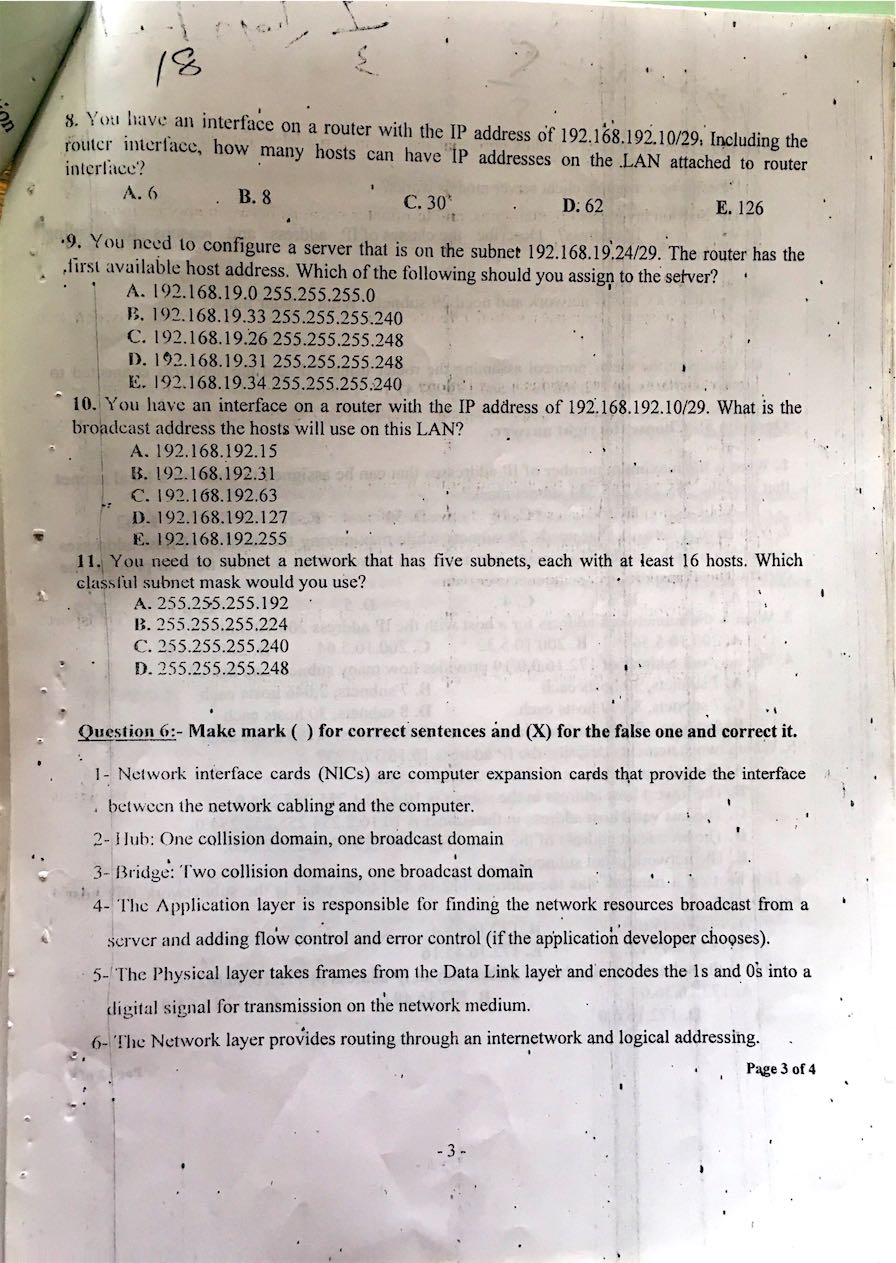 18
3
8. You have an interface on a router with the IP address of 192.168.192.10/29. Including the
router interface, how many hosts can have IP addresses on the LAN attached to router
interface?
A. 6 B. 8 C. 30 D. 62 E. 126
9. You need to configure a server that is on the subnet 192.168.19.24/29. The router has the
first available host address. Which of the following should you assign to the server?
A. 192.168.19.0 255.255.255.0
B. 192.168.19.33 255.255.255.240
C. 192.168.19.26 255.255.255.248
D. 192.168.19.31 255.255.255.248
E. 192.168.19.34 255.255.255.240
10. You have an interface on a router with the IP address of 192.168.192.10/29. What is the
broadcast address the hosts will use on this LAN?
A. 192.168.192.15
B. 192.168.192.31
C. 192.168.192.63
D. 192.168.192.127
E. 192.168.192.255
11. You need to subnet a network that has five subnets, each with at least 16 hosts. Which
classful subnet mask would you use?
A. 255.255.255.192
B. 255.255.255.224
C. 255.255.255.240
D. 255.255.255.248
Question 6:- Make mark ( ) for correct sentences and (X) for the false one and correct it.
1- Network interface cards (NICs) are computer expansion cards that provide the interface
between the network cabling and the computer.
2- Hub: One collision domain, one broadcast domain
3- Bridge: Two collision domains, one broadcast domain
4- The Application layer is responsible for finding the network resources broadcast from a
server and adding flow control and error control (if the application developer chooses).
5- The Physical layer takes frames from the Data Link layer and encodes the 1s and 0's into a
digital signal for transmission on the network medium.
6- The Network layer provides routing through an internetwork and logical addressing.
Page 3 of 4
- 3 -